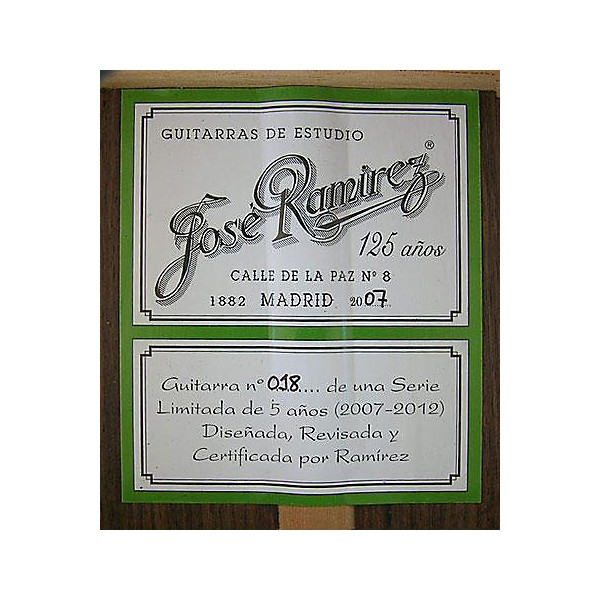 GUITARRAS DE ESTUDIO
José Ramírez ®
125 años
CALLE DE LA PAZ Nº 8
1882 MADRID 2007
Guitarra nº 018.... de una Serie
Limitada de 5 años (2007-2012)
Diseñada, Revisada y
Certificada por Ramírez